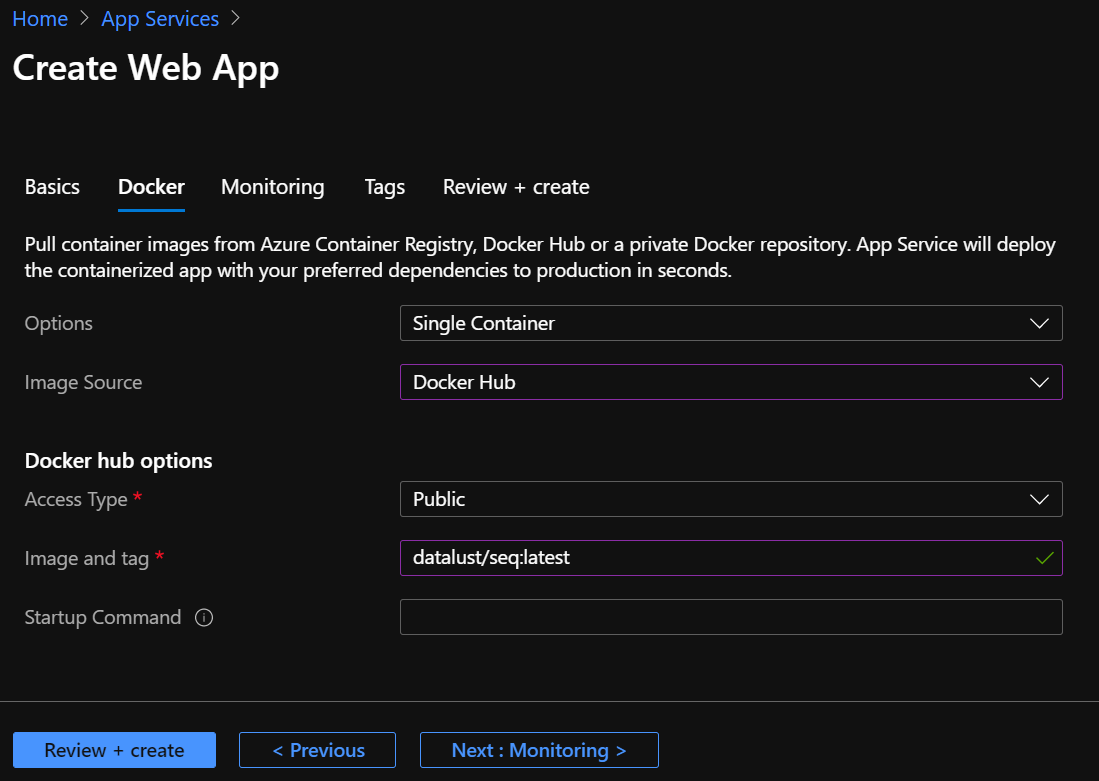 Home > App Services >
Create Web App
Basics Docker Monitoring Tags Review + create
Pull container images from Azure Container Registry, Docker Hub or a private Docker repository. App Service will deploy
the containerized app with your preferred dependencies to production in seconds.
Options Single Container
Image Source Docker Hub
Docker hub options
Access Type * Public
Image and tag * datalust/seq:latest
Startup Command
Review + create < Previous Next : Monitoring >